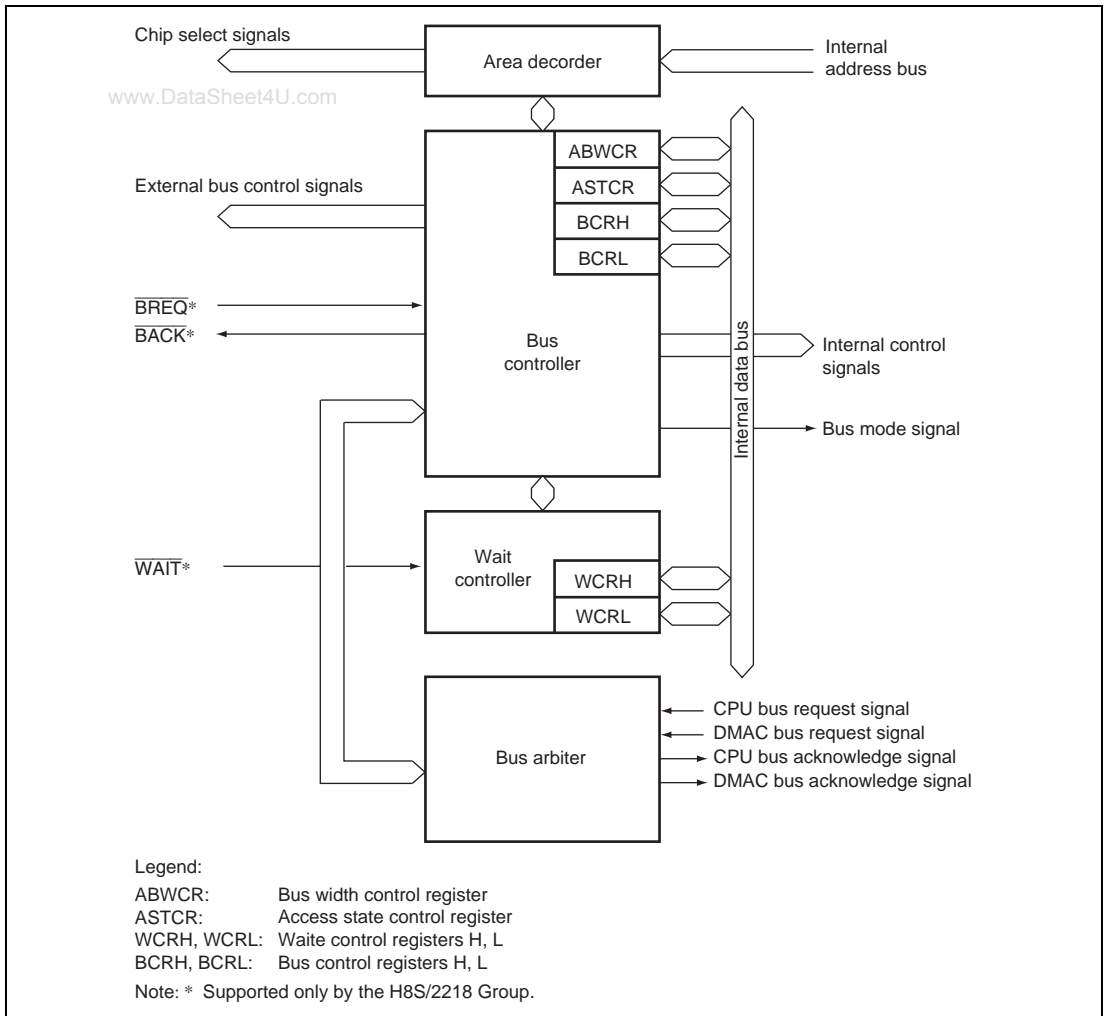 Chip select signals
Area decorder
Internal
address bus
www.DataSheet4U.com
ABWCR
ASTCR
External bus control signals
BCRH
BCRL
BREQ*
BACK*
Bus
controller
Internal data bus
Internal control
signals
Bus mode signal
WAIT*
Wait
controller
WCRH
WCRL
CPU bus request signal
DMAC bus request signal
Bus arbiter
CPU bus acknowledge signal
DMAC bus acknowledge signal
Legend:
ABWCR: Bus width control register
ASTCR: Access state control register
WCRH, WCRL: Waite control registers H, L
BCRH, BCRL: Bus control registers H, L
Note: * Supported only by the H8S/2218 Group.